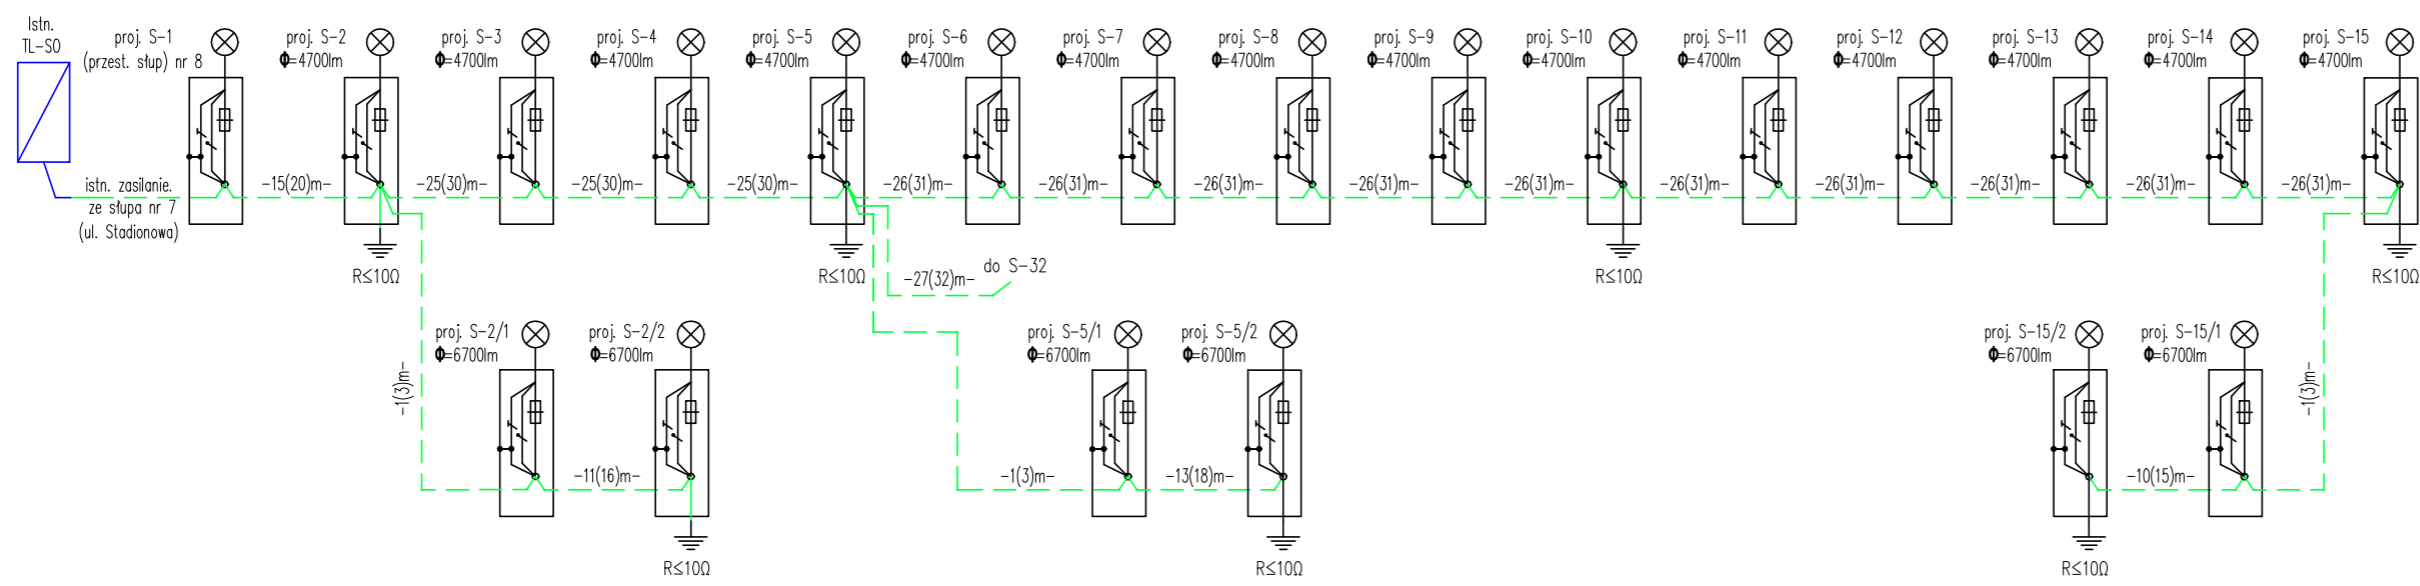 Istn.
TL-SO
proj. S-1
(przest. słup) nr 8
proj. S-2
Φ=4700lm
proj. S-3
Φ=4700lm
proj. S-4
Φ=4700lm
proj. S-5
Φ=4700lm
proj. S-6
Φ=4700lm
proj. S-7
Φ=4700lm
proj. S-8
Φ=4700lm
proj. S-9
Φ=4700lm
proj. S-10
Φ=4700lm
proj. S-11
Φ=4700lm
proj. S-12
Φ=4700lm
proj. S-13
Φ=4700lm
proj. S-14
Φ=4700lm
proj. S-15
Φ=4700lm
istn. zasilanie.
ze słupa nr 7
(ul. Stadionowa)
-15(20)m-
-25(30)m-
-25(30)m-
-25(30)m-
-26(31)m-
-26(31)m-
-26(31)m-
-26(31)m-
-26(31)m-
-26(31)m-
-26(31)m-
-26(31)m-
-26(31)m-
-26(31)m-
R≤10Ω
R≤10Ω
R≤10Ω
R≤10Ω
-27(32)m-
do S-32
proj. S-2/1
Φ=6700lm
proj. S-2/2
Φ=6700lm
proj. S-5/1
Φ=6700lm
proj. S-5/2
Φ=6700lm
proj. S-15/2
Φ=6700lm
proj. S-15/1
Φ=6700lm
-1(3)m-
-1(3)m-
-11(16)m-
-1(3)m-
-13(18)m-
-10(15)m-
R≤10Ω
R≤10Ω
R≤10Ω